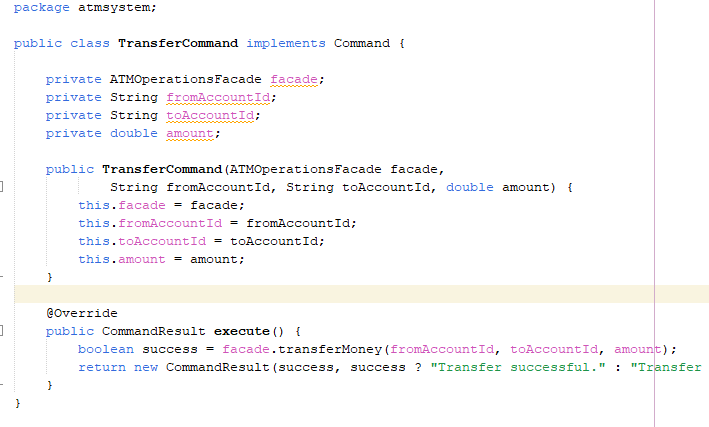 package atmsystem;
public class TransferCommand implements Command {
private ATMOperationsFacade facade;
private String fromAccountId;
private String toAccountId;
private double amount;
public TransferCommand(ATMOperationsFacade facade,
String fromAccountId, String toAccountId, double amount) {
this.facade = facade;
this.fromAccountId = fromAccountId;
this.toAccountId = toAccountId;
this.amount = amount;
}
@Override
public CommandResult execute() {
boolean success = facade.transferMoney(fromAccountId, toAccountId, amount);
return new CommandResult(success, success ? "Transfer successful." : "Transfer
}
}